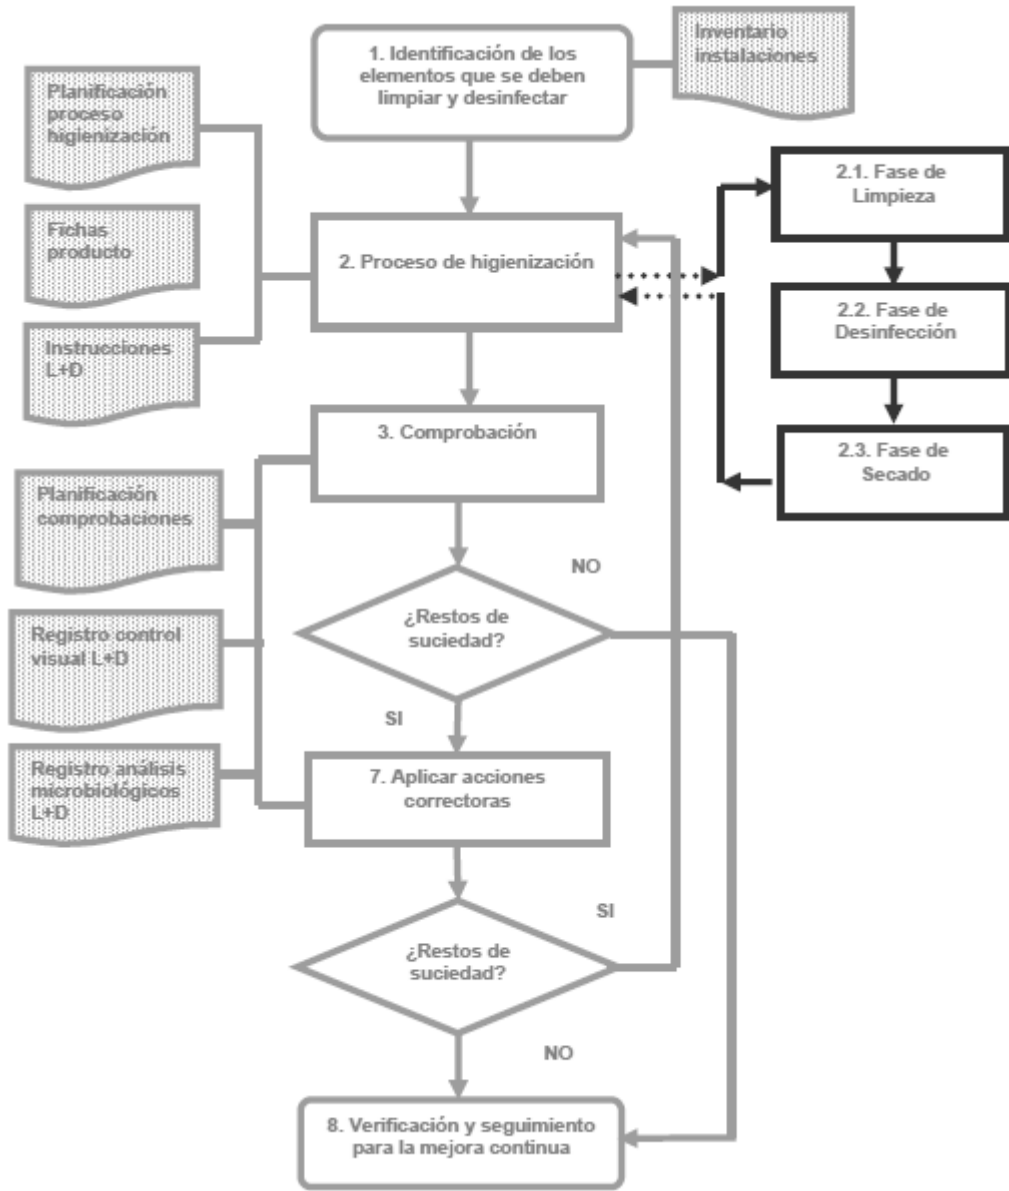 Inventario
instalaciones
1. Identificación de los
elementos que se deben
limpiar y desinfectar
Planificación
proceso
higienización
Fichas
producto
Instrucciones
L+D
2. Proceso de higienización
2.1. Fase de
Limpieza
2.2. Fase de
Desinfección
2.3. Fase de
Secado
3. Comprobación
Planificación
comprobaciones
Registro control
visual L+D
Registro análisis
microbiológicos
L+D
NO
¿Restos de
suciedad?
SI
7. Aplicar acciones
correctoras
SI
¿Restos de
suciedad?
NO
8. Verificación y seguimiento
para la mejora continua